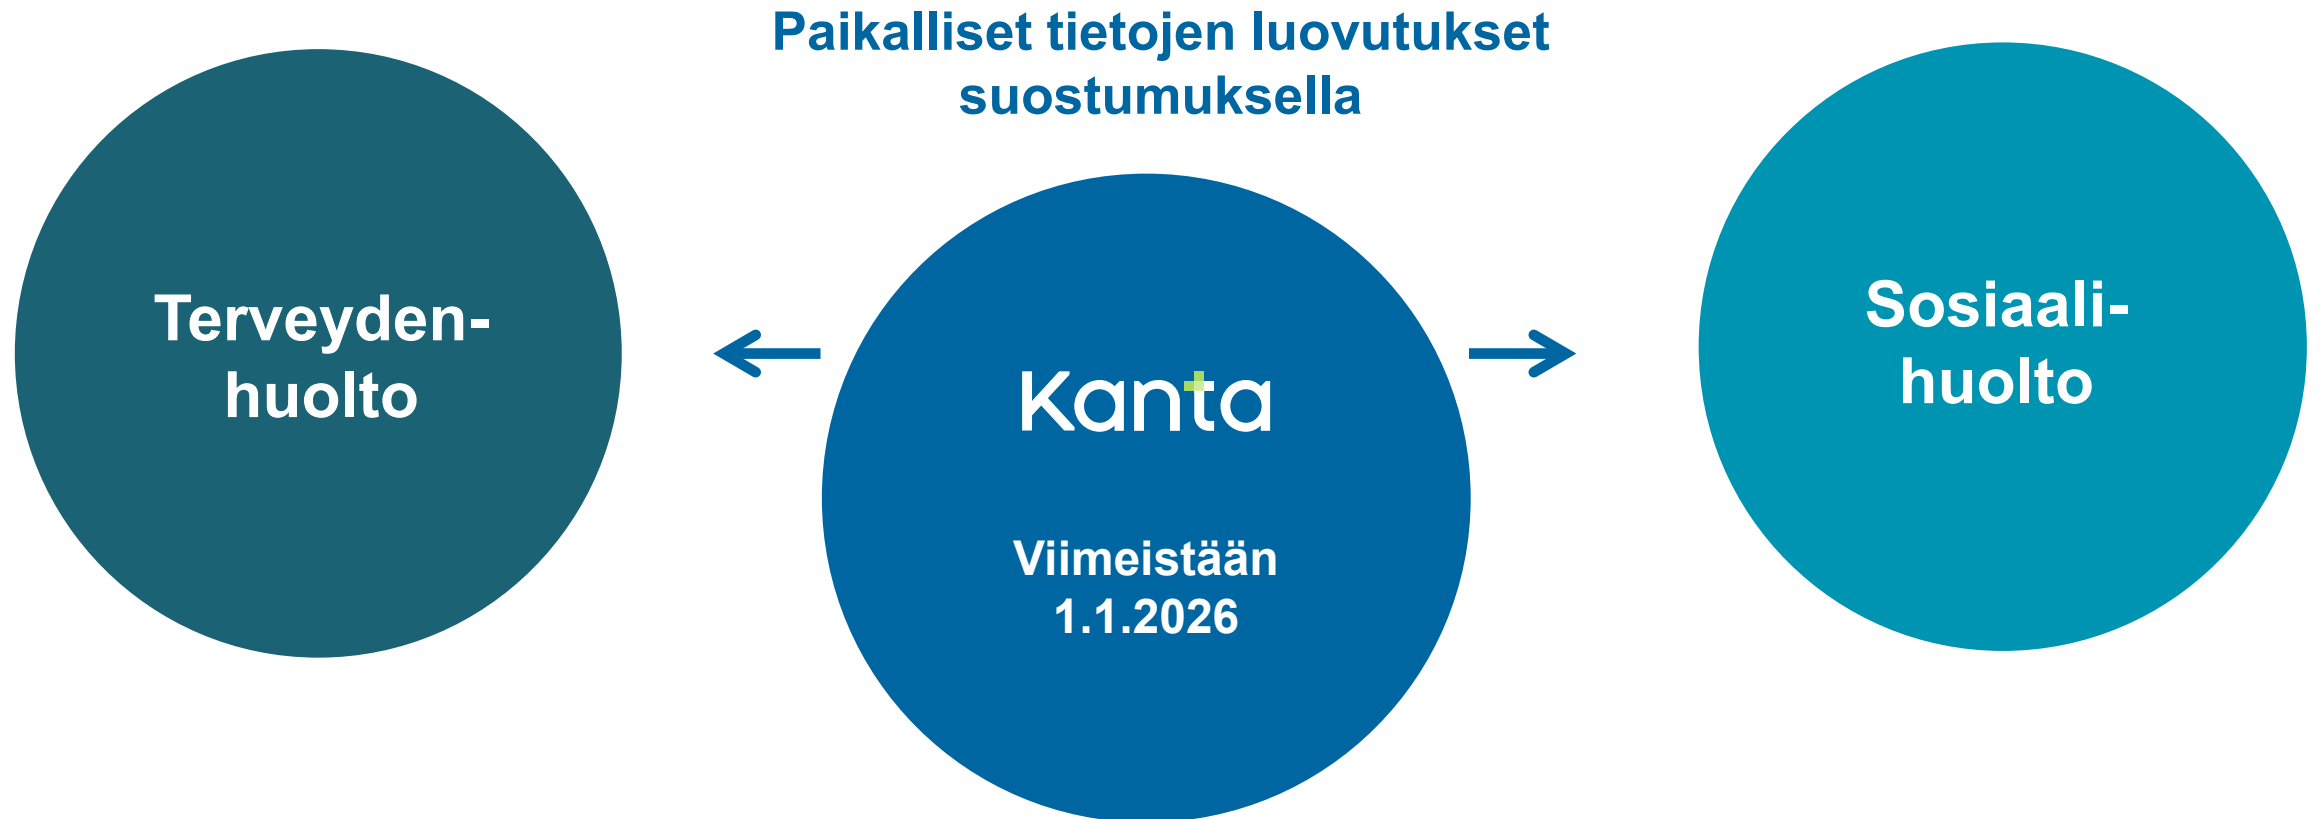 Paikalliset tietojen luovutukset
suostumuksella
Terveyden-
huolto
Kanta
Viimeistään
1.1.2026
Sosiaali-
huolto